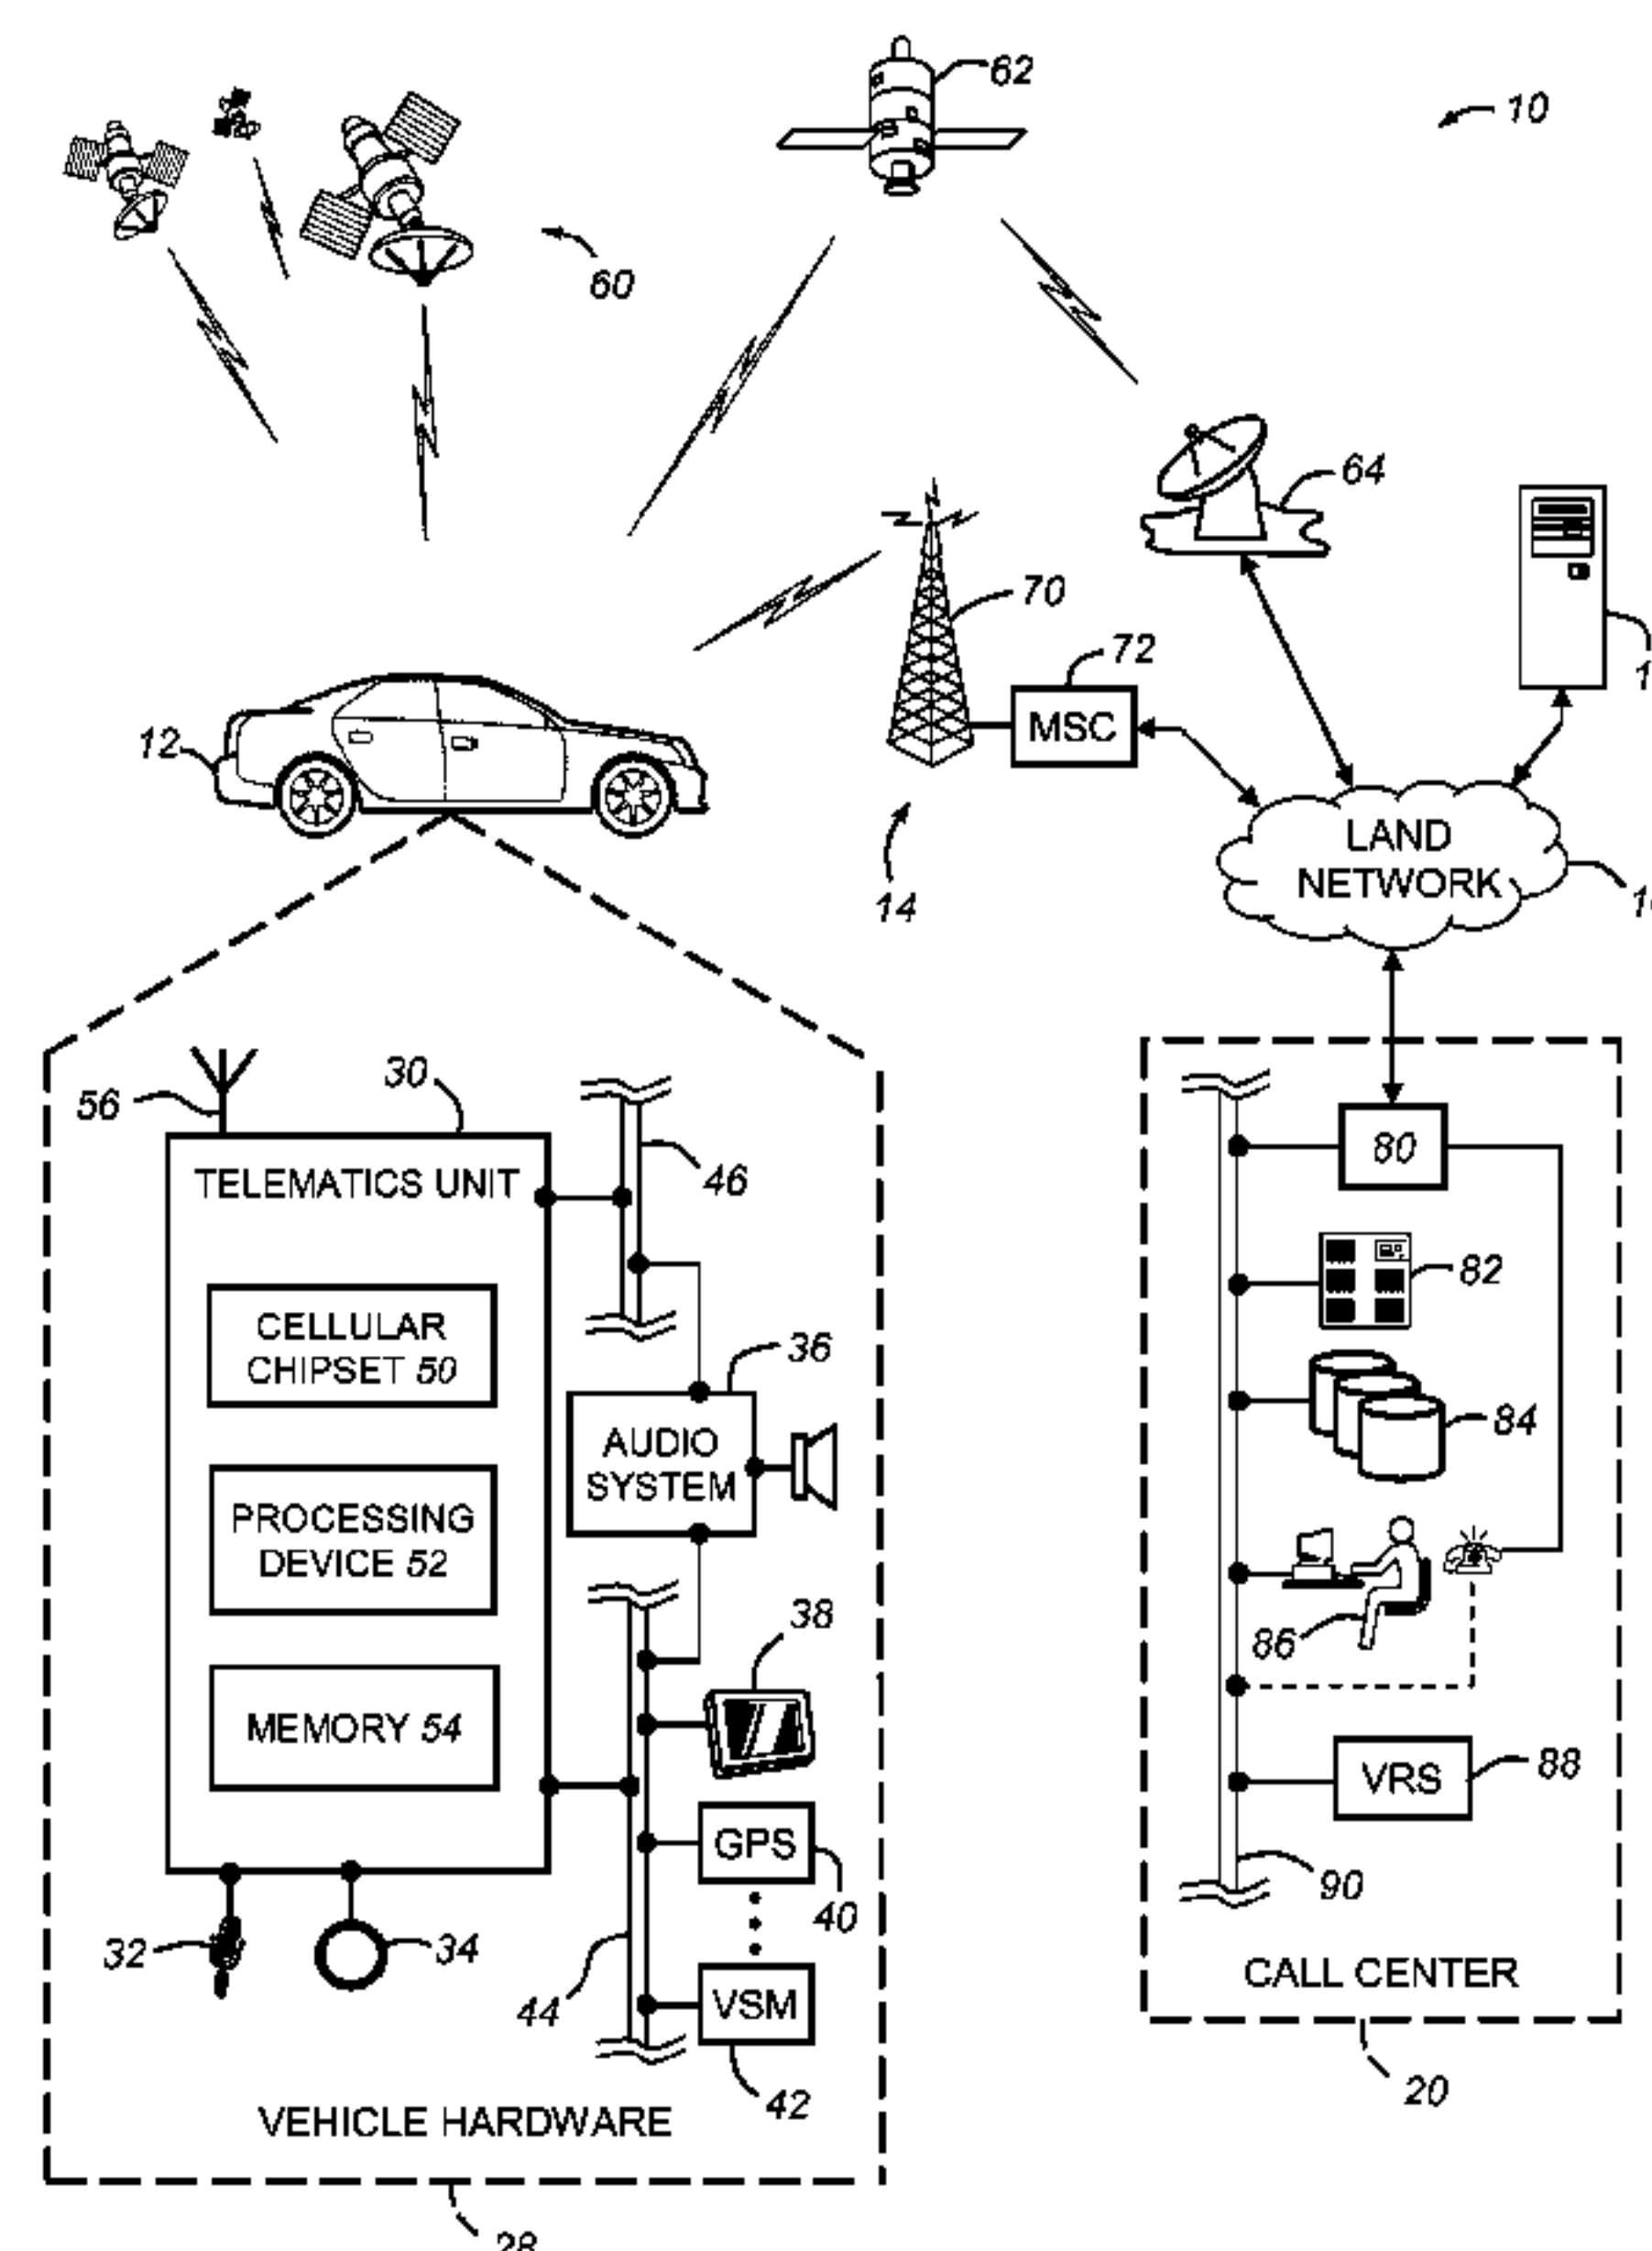 62
10
60
64
70
72
MSC
12
14
LAND
NETWORK
30
56
46
TELEMATICS UNIT
80
82
CELLULAR
CHIPSET 50
36
84
AUDIO
SYSTEM
PROCESSING
DEVICE 52
38
86
MEMORY 54
VRS
88
GPS
40
90
32
34
44
VSM
42
CALL CENTER
20
VEHICLE HARDWARE
28